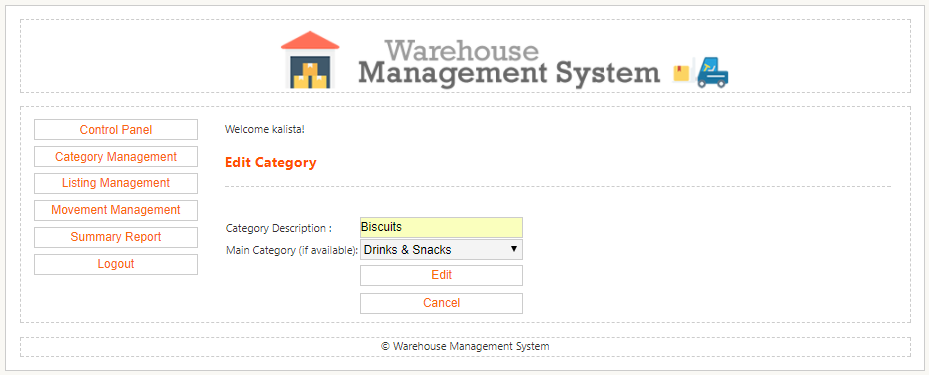 Warehouse
Management System
Control Panel
Category Management
Listing Management
Movement Management
Summary Report
Logout
Welcome kalista!
Edit Category
Category Description :
Biscuits
Main Category (if available):
Drinks & Snacks
Edit
Cancel
© Warehouse Management System